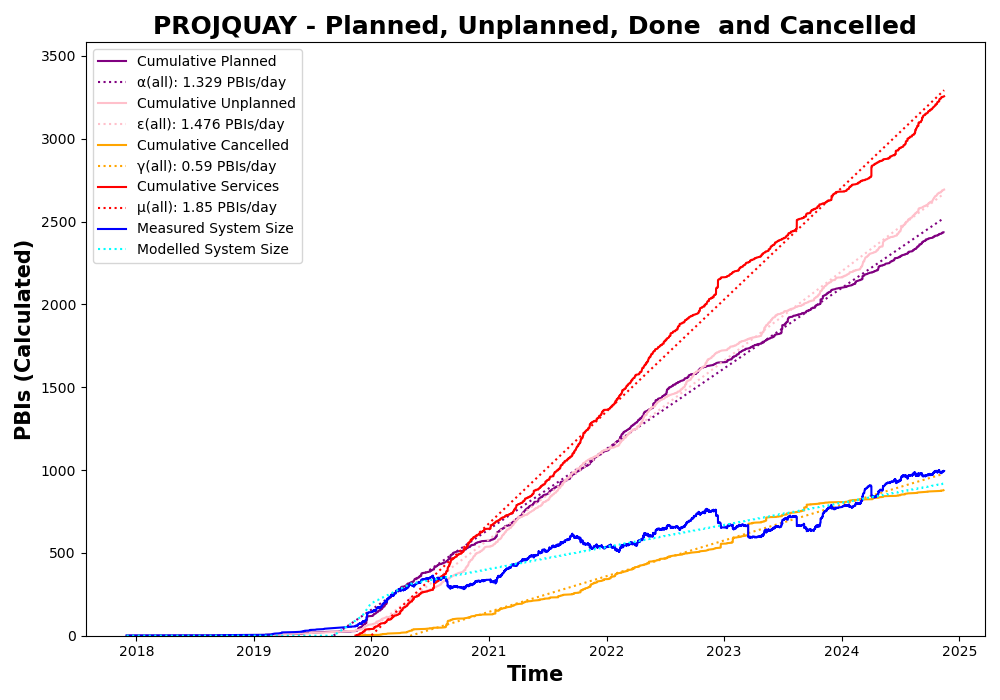 PROJQUAY - Planned, Unplanned, Done  and Cancelled
PBIs (Calculated)
3500
3000
2500
2000
1500
1000
500
0
Cumulative Planned
α(all): 1.329 PBIs/day
Cumulative Unplanned
ε(all): 1.476 PBIs/day
Cumulative Cancelled
γ(all): 0.59 PBIs/day
Cumulative Services
μ(all): 1.85 PBIs/day
Measured System Size
Modelled System Size
2018 2019 2020 2021 2022 2023 2024 2025
Time